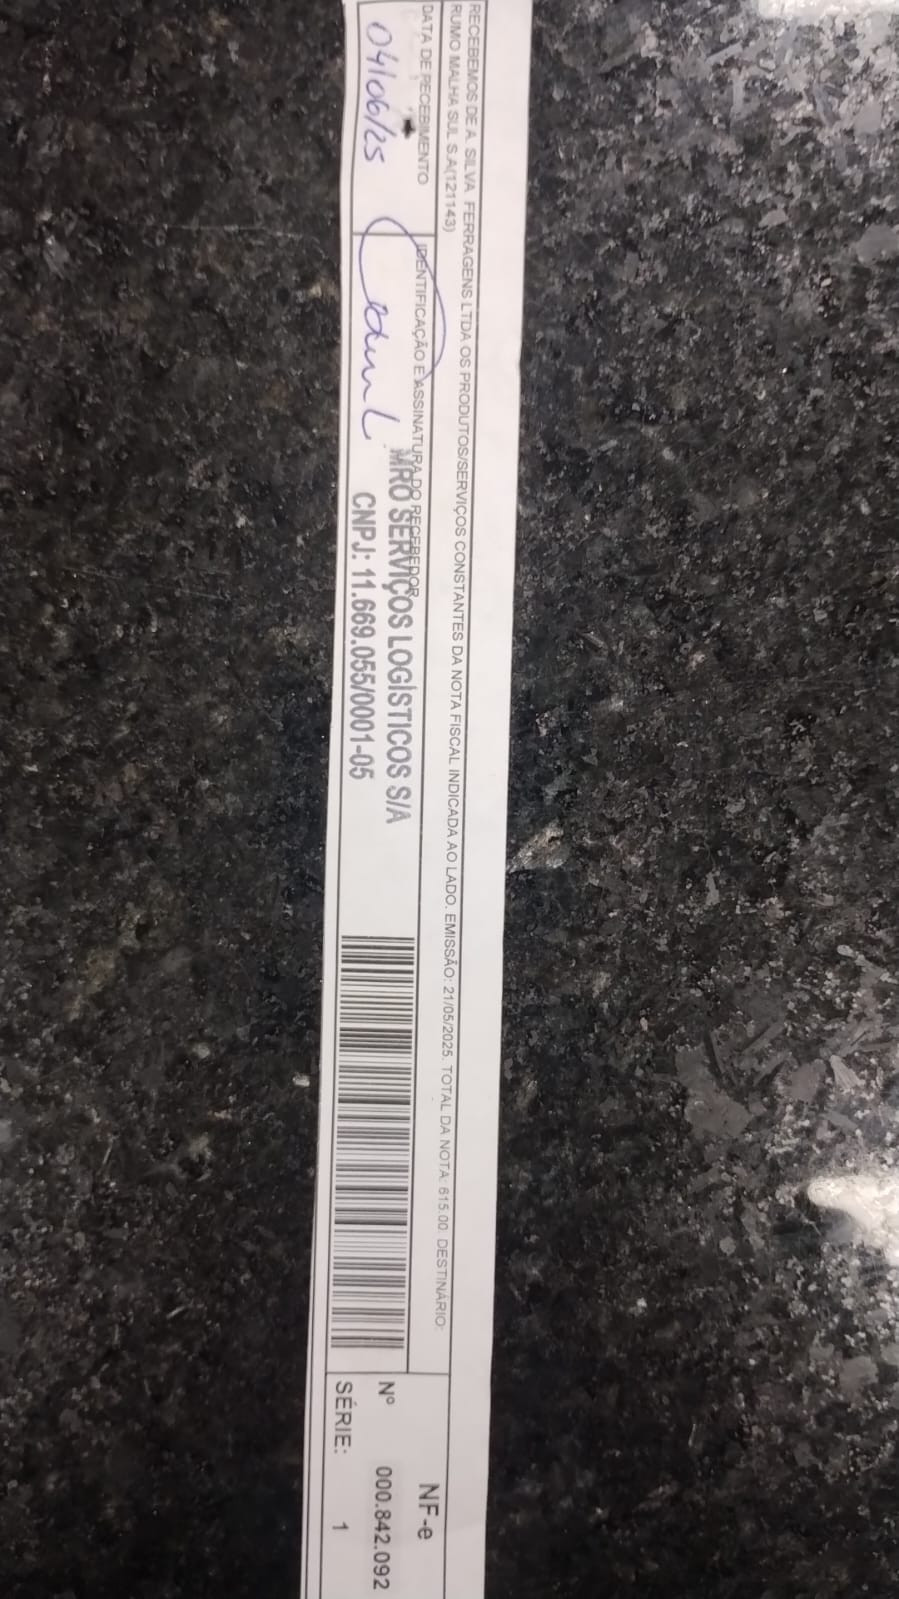 RECEBEMOS DE A. SILVA FERRAGENS LTDA OS PRODUTOS/SERVIÇOS CONSTANTES DA NOTA FISCAL INDICADA AO LADO. EMISSÃO: 21/05/2025. TOTAL DA NOTA: 615.00 DESTINÁRIO:
RUMO MALHA SUL S.A(121143)
DATA DE RECEBIMENTO
04/06/25
IDENTIFICAÇÃO E ASSINATURA DO RECEBEDOR
MRO SERVIÇOS LOGÍSTICOS S/A
CNPJ: 11.669.055/0001-05
NF-e
Nº 000.842.092
SÉRIE: 1